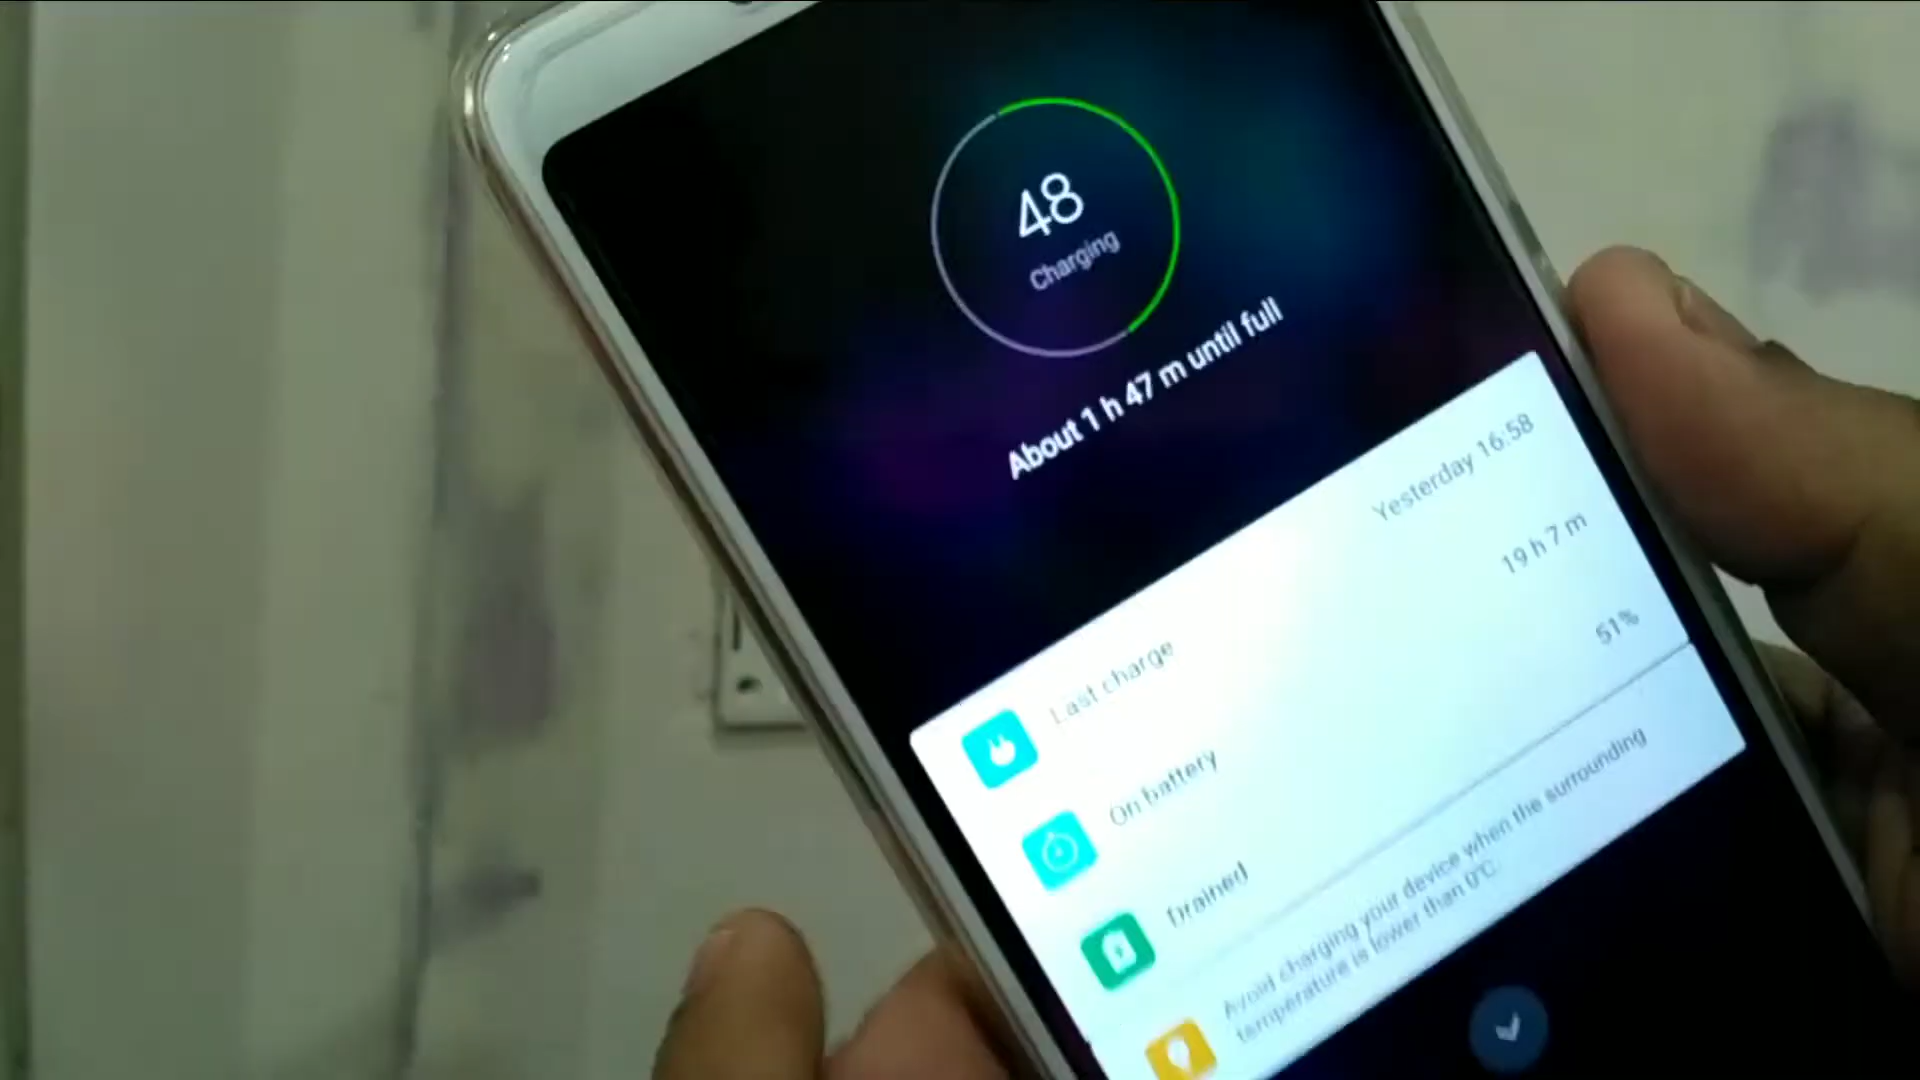 48
Charging
About 1 h 47 m until full
Last charge Yesterday 16:58
On battery 19 h 7 m
Drained 51%
Avoid charging your device when the surrounding
temperature is lower than 0°C.